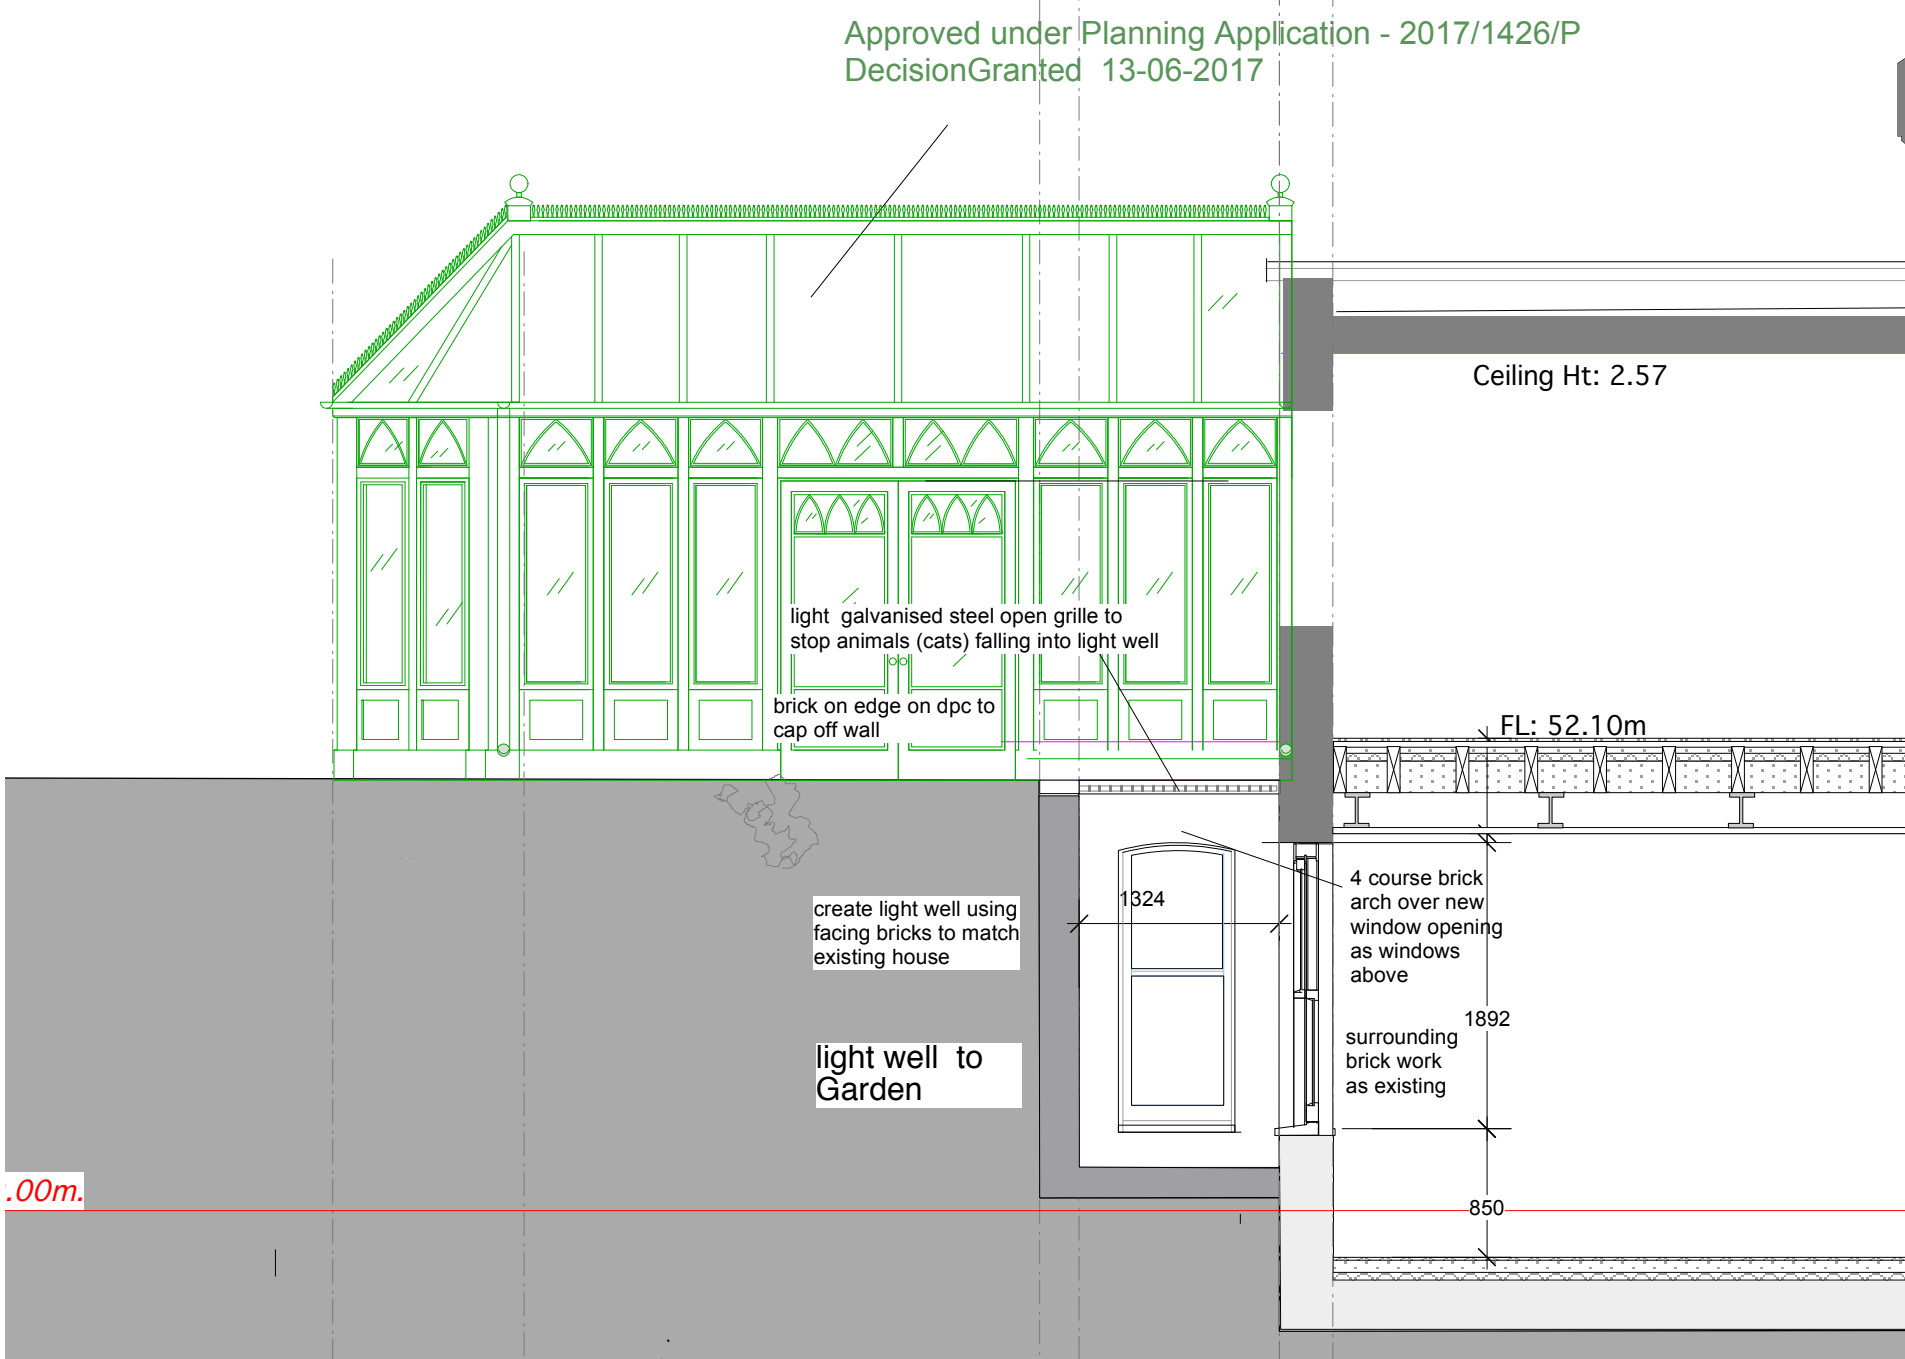 Approved under Planning Application - 2017/1426/P
DecisionGranted 13-06-2017
Ceiling Ht: 2.57
light galvanised steel open grille to
stop animals (cats) falling into light well
brick on edge on dpc to
cap off wall
FL: 52.10m
create light well using
facing bricks to match
existing house
1324
4 course brick
arch over new
window opening
as windows
above
1892
surrounding
brick work
as existing
light well to
Garden
.00m.
850